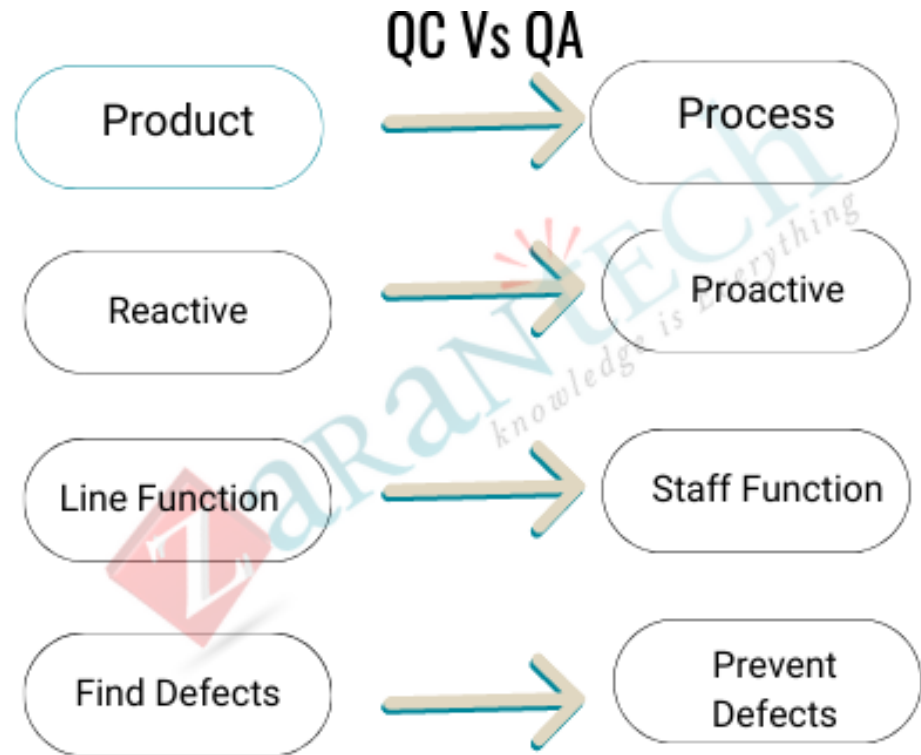 QC Vs QA
Product
Process
Reactive
Proactive
Line Function
Staff Function
Find Defects
Prevent
Defects
ZaraNtECh
knowledge is Everything